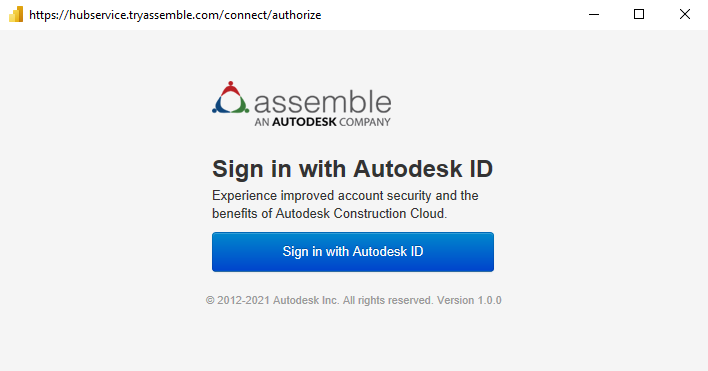 https://hubservice.tryassemble.com/connect/authorize
assemble
AN AUTODESK COMPANY
Sign in with Autodesk ID
Experience improved account security and the
benefits of Autodesk Construction Cloud.
Sign in with Autodesk ID
© 2012-2021 Autodesk Inc. All rights reserved. Version 1.0.0